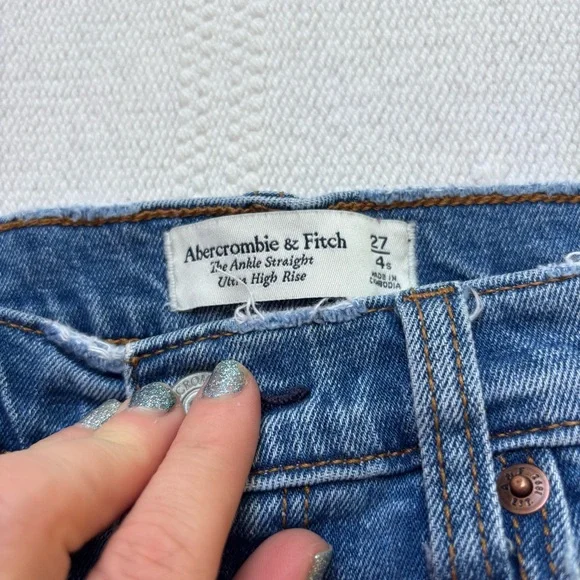 Abercrombie & Fitch
The Ankle Straight
Ultra High Rise
27
4s
MADE IN
CAMBODIA